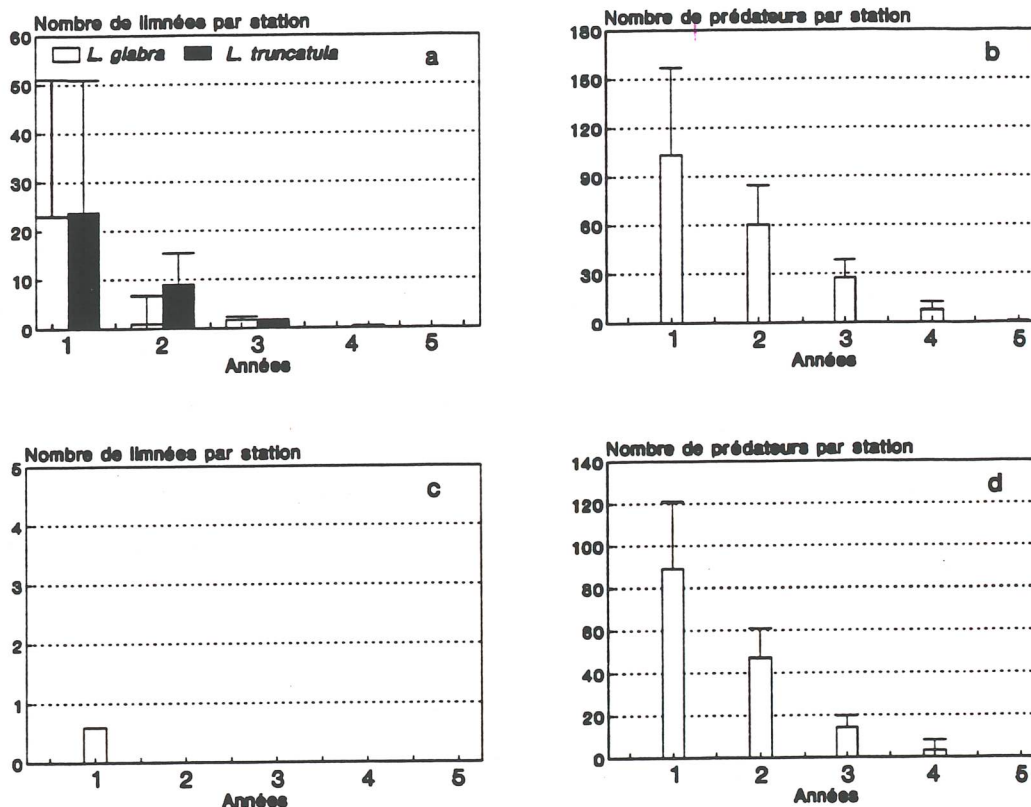 Nombre de limnées par station
60
50
40
30
20
10
0
L. glabra
L. truncatula
a
1 2 3 4 5
Années
Nombre de prédateurs par station
180
150
120
90
60
30
0
b
1 2 3 4 5
Années
Nombre de limnées par station
5
4
3
2
1
0
c
1 2 3 4 5
Années
Nombre de prédateurs par station
140
120
100
80
60
40
20
0
d
1 2 3 4 5
Années